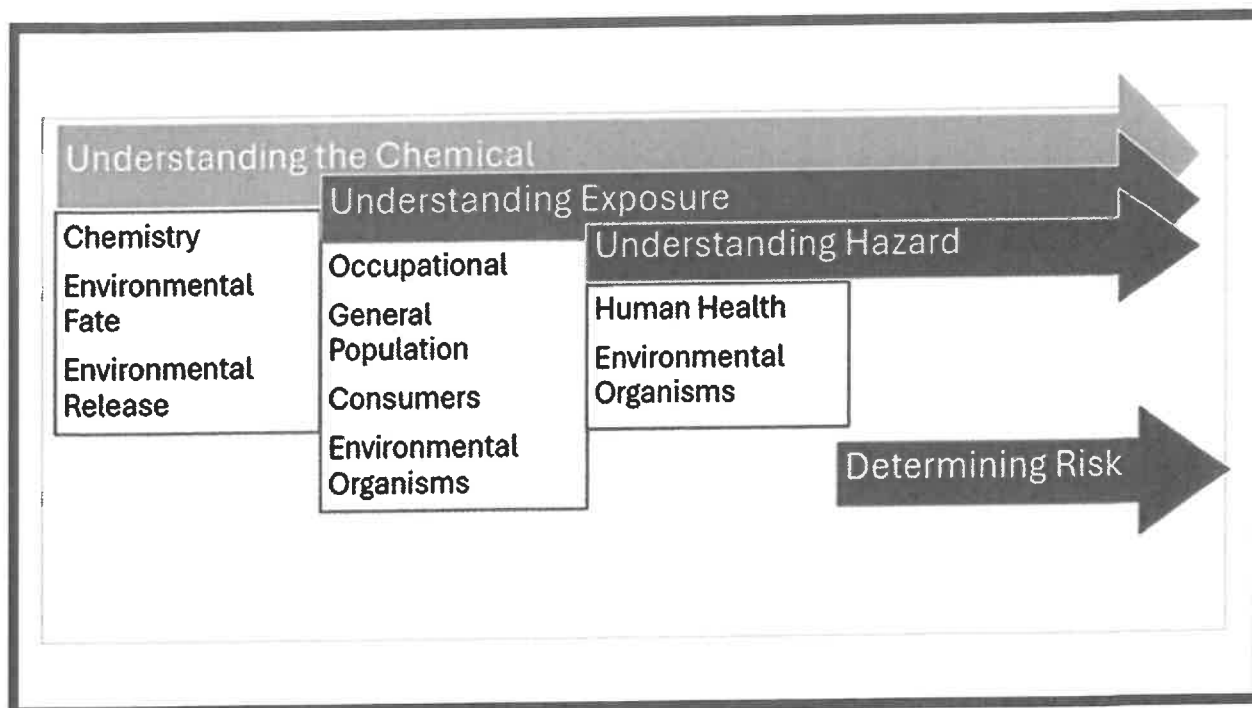 Understanding the Chemical
Chemistry
Environmental
Fate
Environmental
Release
Understanding Exposure
Occupational
General
Population
Consumers
Environmental
Organisms
Understanding Hazard
Human Health
Environmental
Organisms
Determining Risk